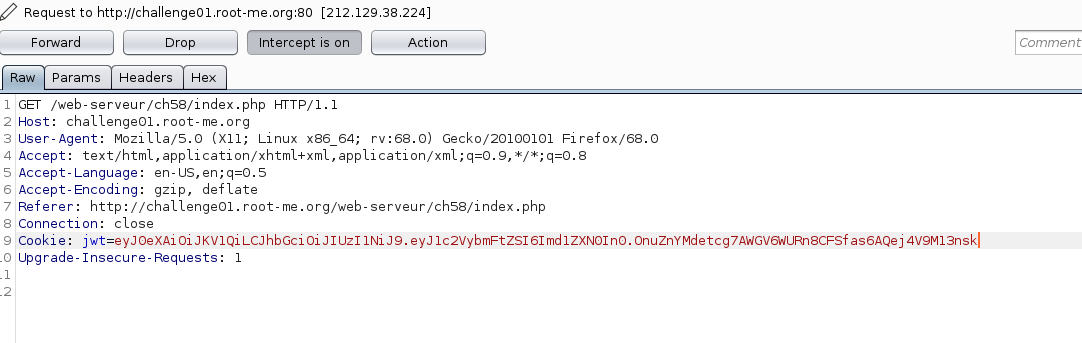 Request to http://challenge01.root-me.org:80 [212.129.38.224]
Forward Drop Intercept is on Action Comment
Raw Params Headers Hex
1 GET /web-serveur/ch58/index.php HTTP/1.1
2 Host: challenge01.root-me.org
3 User-Agent: Mozilla/5.0 (X11; Linux x86_64; rv:68.0) Gecko/20100101 Firefox/68.0
4 Accept: text/html,application/xhtml+xml,application/xml;q=0.9,*/*;q=0.8
5 Accept-Language: en-US,en;q=0.5
6 Accept-Encoding: gzip, deflate
7 Referer: http://challenge01.root-me.org/web-serveur/ch58/index.php
8 Connection: close
9 Cookie: jwt=eyJ0eXAiOiJKV1QiLCJhbGciOiJIUzI1NiJ9.eyJ1c2VybmFtZSI6Imd1ZXN0In0.OnuZnYMdetcg7AWGV6WURn8CFSfas6AQej4V9M13nsk
10 Upgrade-Insecure-Requests: 1
11
12